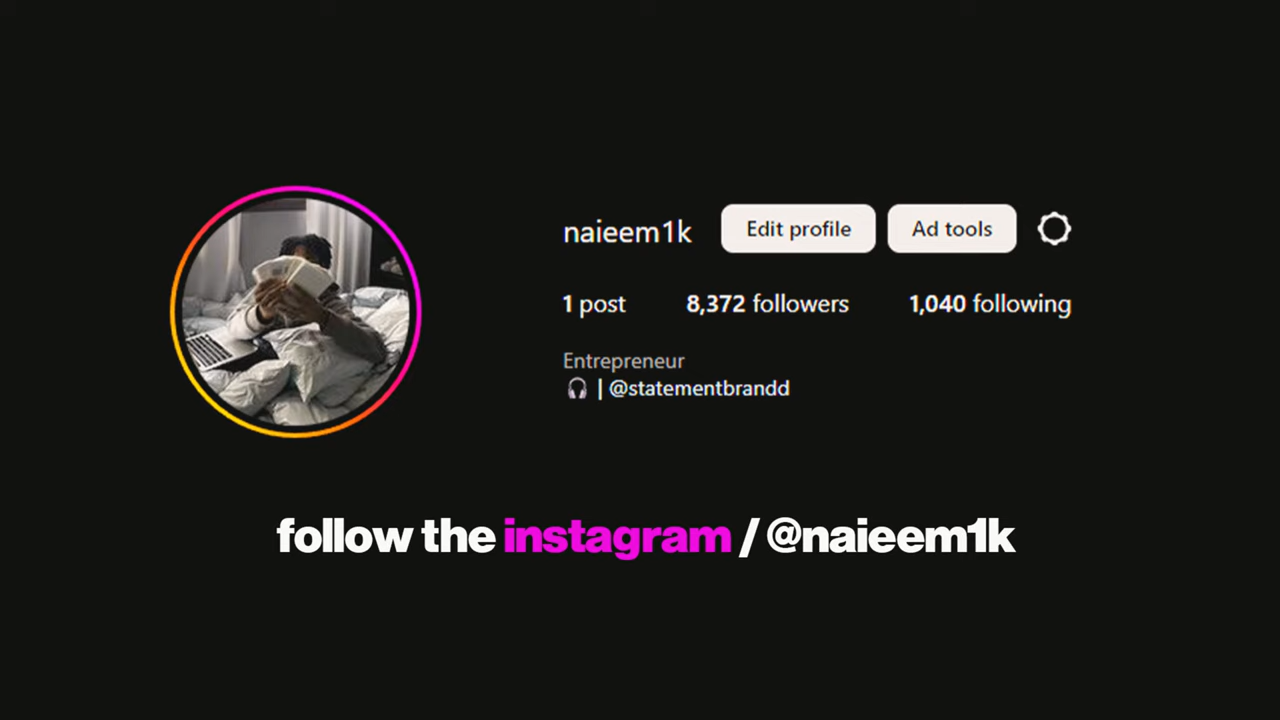 naieem1k Edit profile Ad tools
1 post 8,372 followers 1,040 following
Entrepreneur
🎧 | @statementbrandd
follow the instagram / @naieem1k